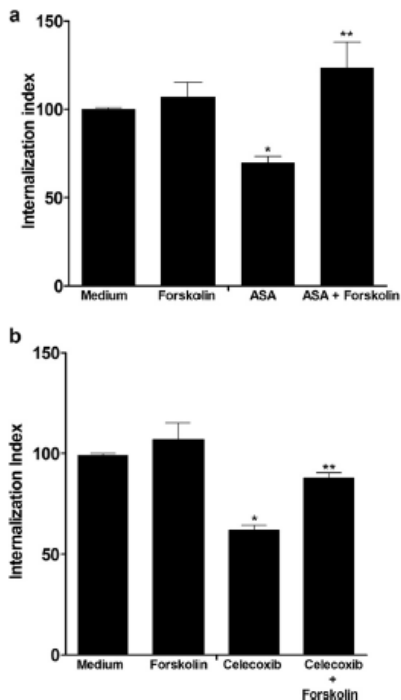 a
150
**
Internalization index
100
*
50
0
Medium Forskolin ASA ASA + Forskolin
b
150
Internalization Index
100
**
*
50
0
Medium Forskolin Celecoxib Celecoxib
+
Forskolin